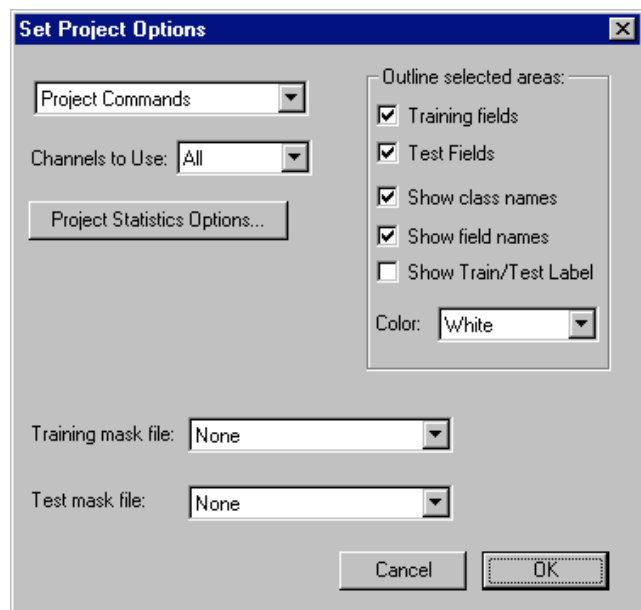 Set Project Options
Project Commands
Channels to Use: All
Project Statistics Options...
Outline selected areas:
Training fields
Test Fields
Show class names
Show field names
Show Train/Test Label
Color: White
Training mask file: None
Test mask file: None
Cancel
OK